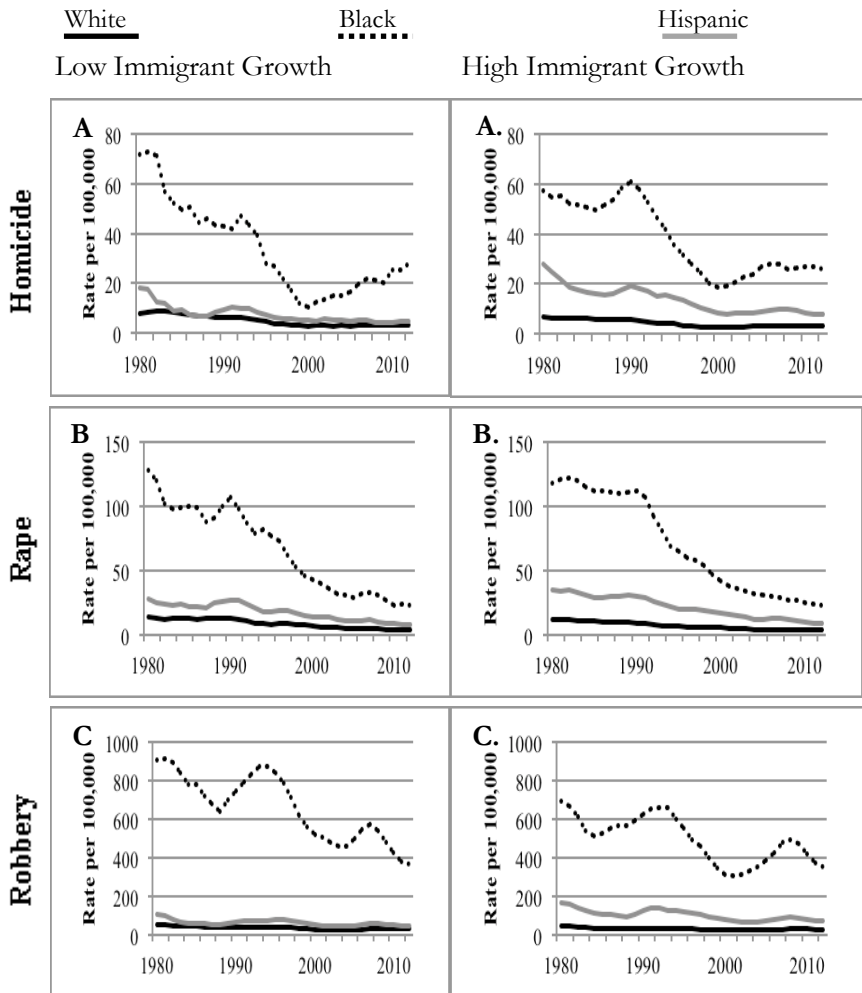 White Black Hispanic
Low Immigrant Growth High Immigrant Growth
Homicide
A
Rate per 100,000
80
60
40
20
0
1980 1990 2000 2010
A.
Rate per 100,000
80
60
40
20
0
1980 1990 2000 2010
Rape
B
Rate per 100,000
150
100
50
0
1980 1990 2000 2010
B.
Rate per 100,000
150
100
50
0
1980 1990 2000 2010
Robbery
C
Rate per 100,000
1000
800
600
400
200
0
1980 1990 2000 2010
C.
Rate per 100,000
1000
800
600
400
200
0
1980 1990 2000 2010